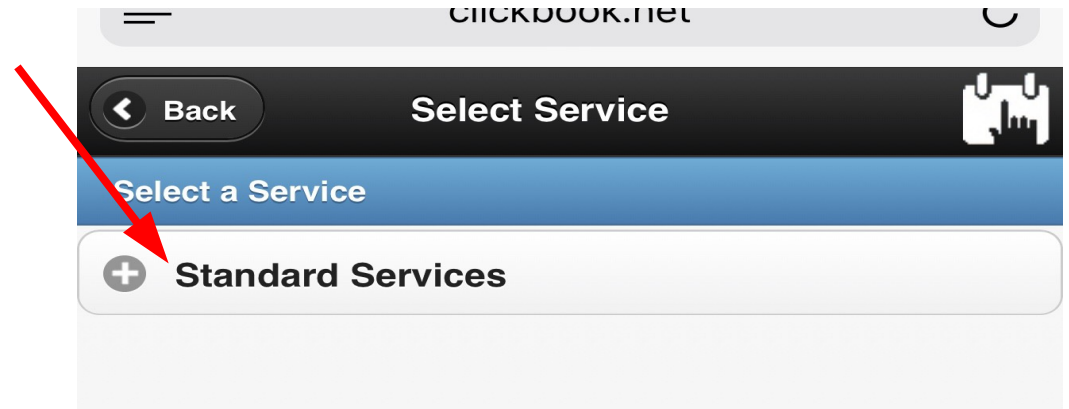 clickbook.net
Back
Select Service
Select a Service
Standard Services